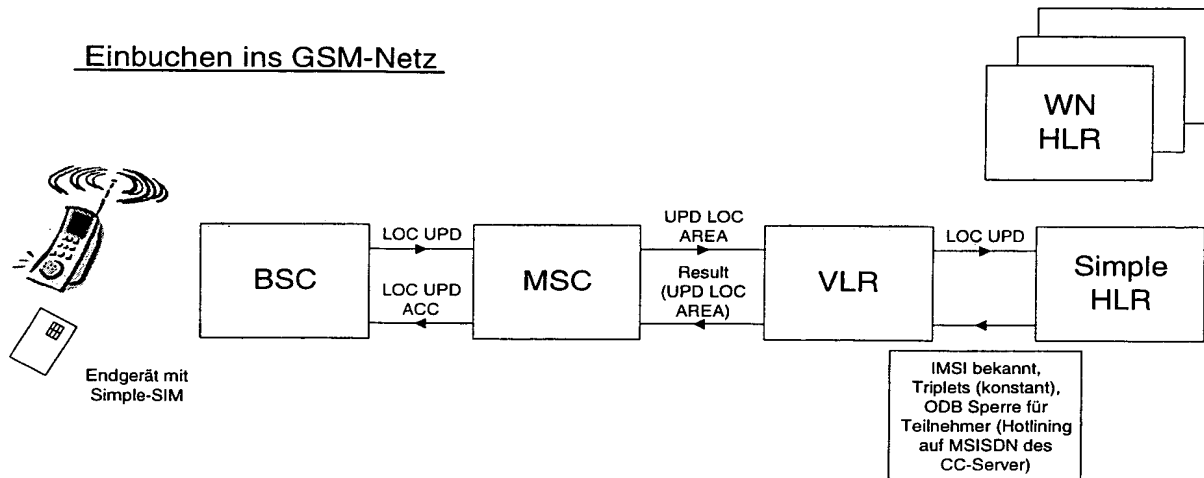 Einbuchen ins GSM-Netz
WN
HLR
LOC UPD
UPD LOC
AREA
LOC UPD
BSC
MSC
VLR
Simple
HLR
LOC UPD
ACC
Result
(UPD LOC
AREA)
Endgerät mit
Simple-SIM
IMSI bekannt,
Triplets (konstant),
ODB Sperre für
Teilnehmer (Hotlining
auf MSISDN des
CC-Server)